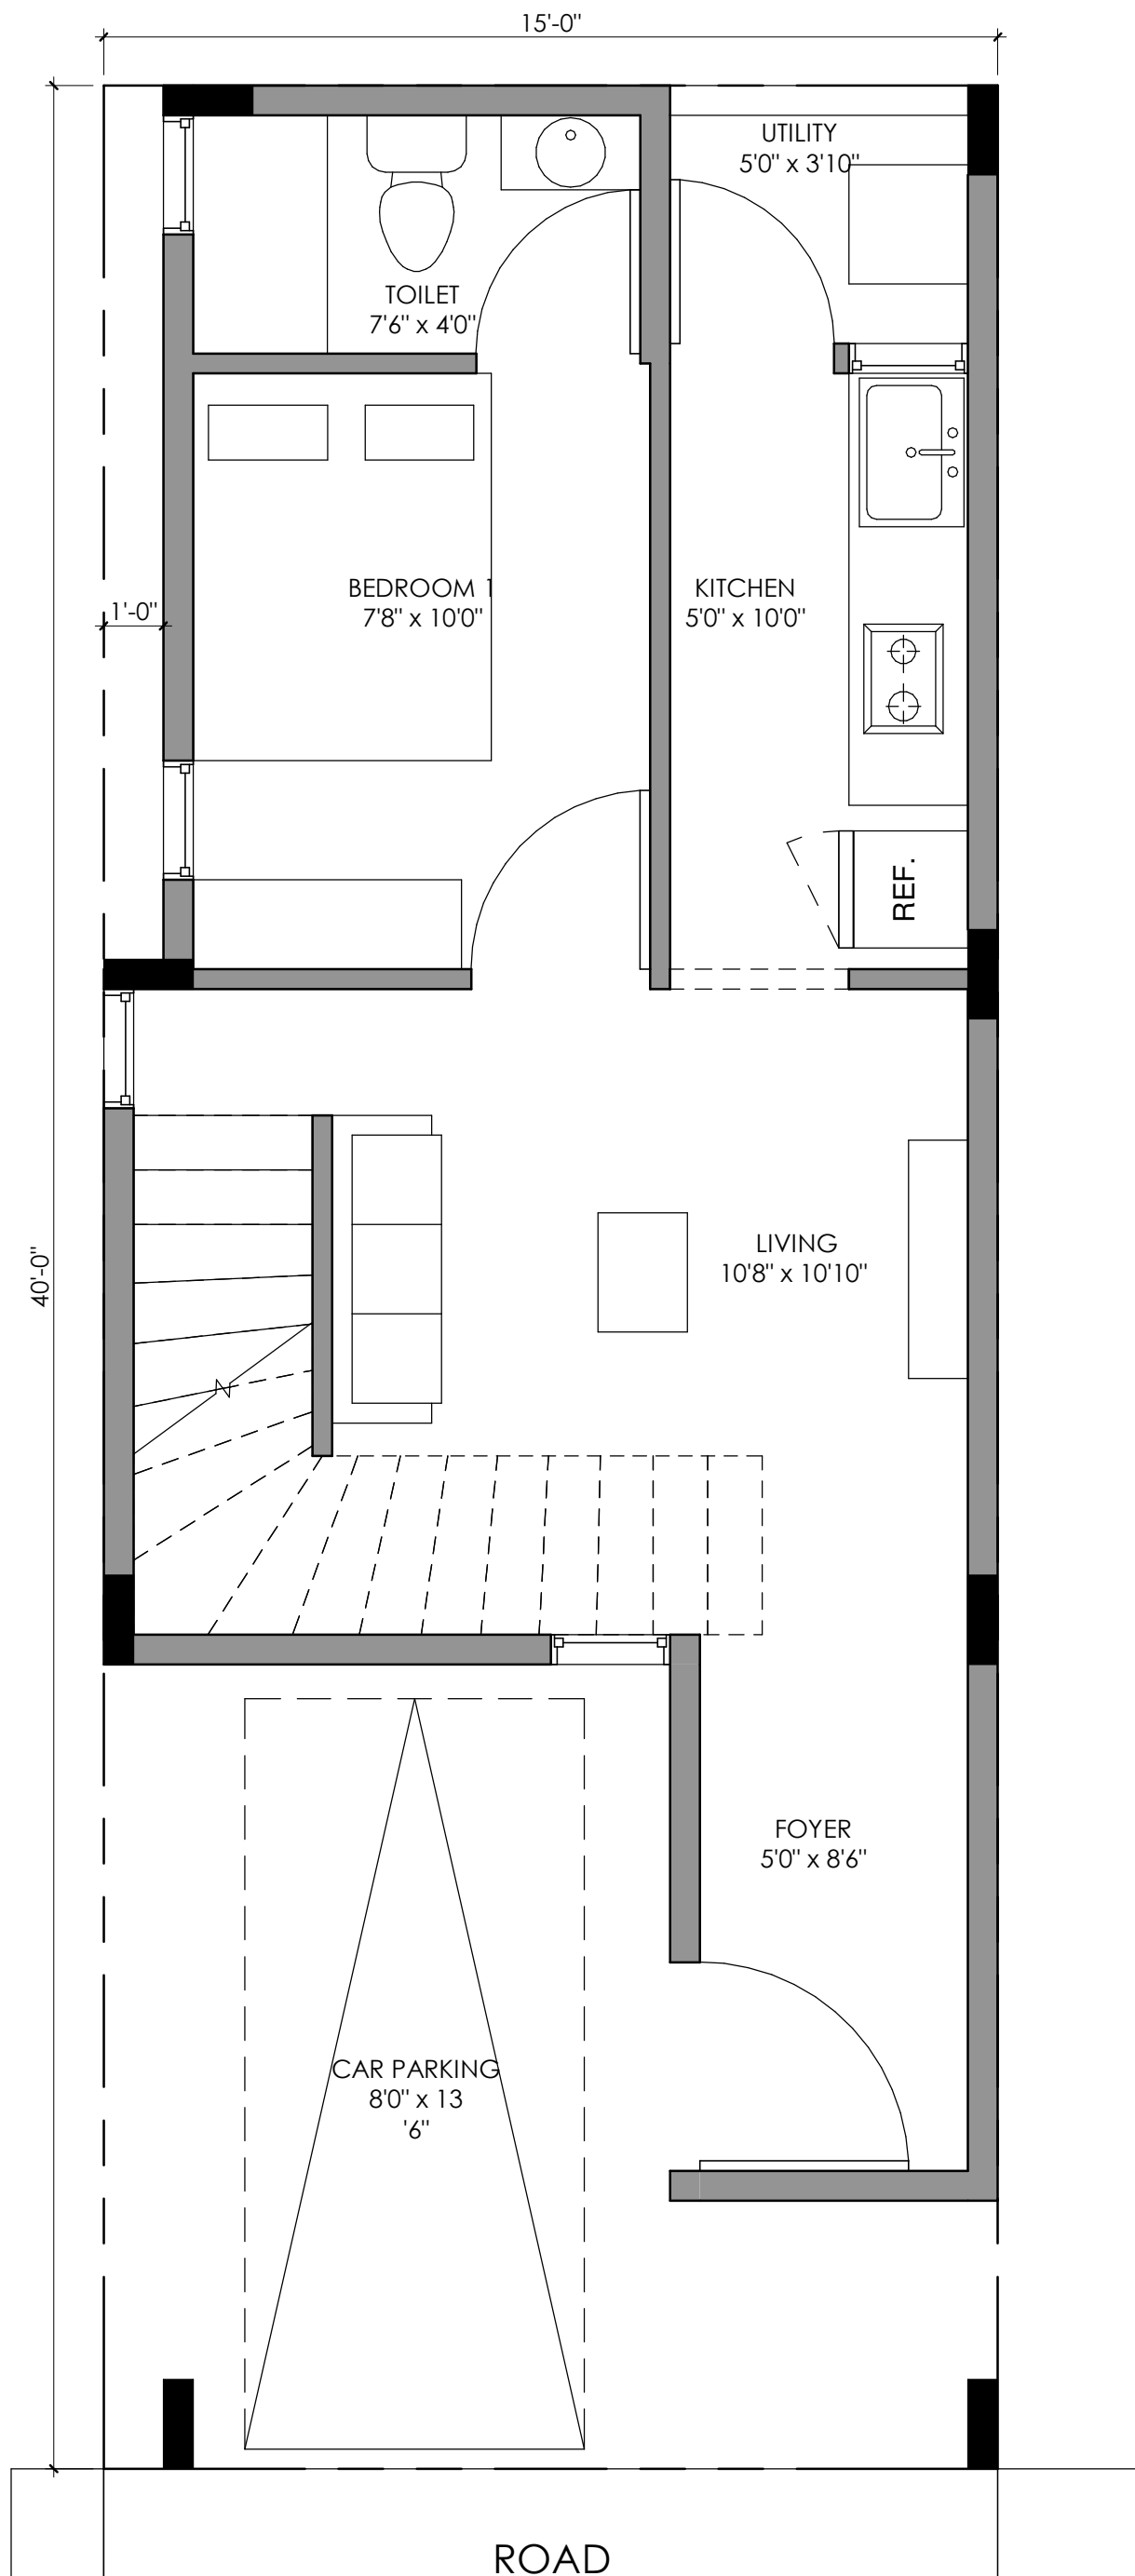 15'-0"
UTILITY
5'0" x 3'10"
TOILET
7'6" x 4'0"
BEDROOM 1
7'8" x 10'0"
KITCHEN
5'0" x 10'0"
1'-0"
REF.
LIVING
10'8" x 10'10"
40'-0"
FOYER
5'0" x 8'6"
CAR PARKING
8'0" x 13
'6"
ROAD